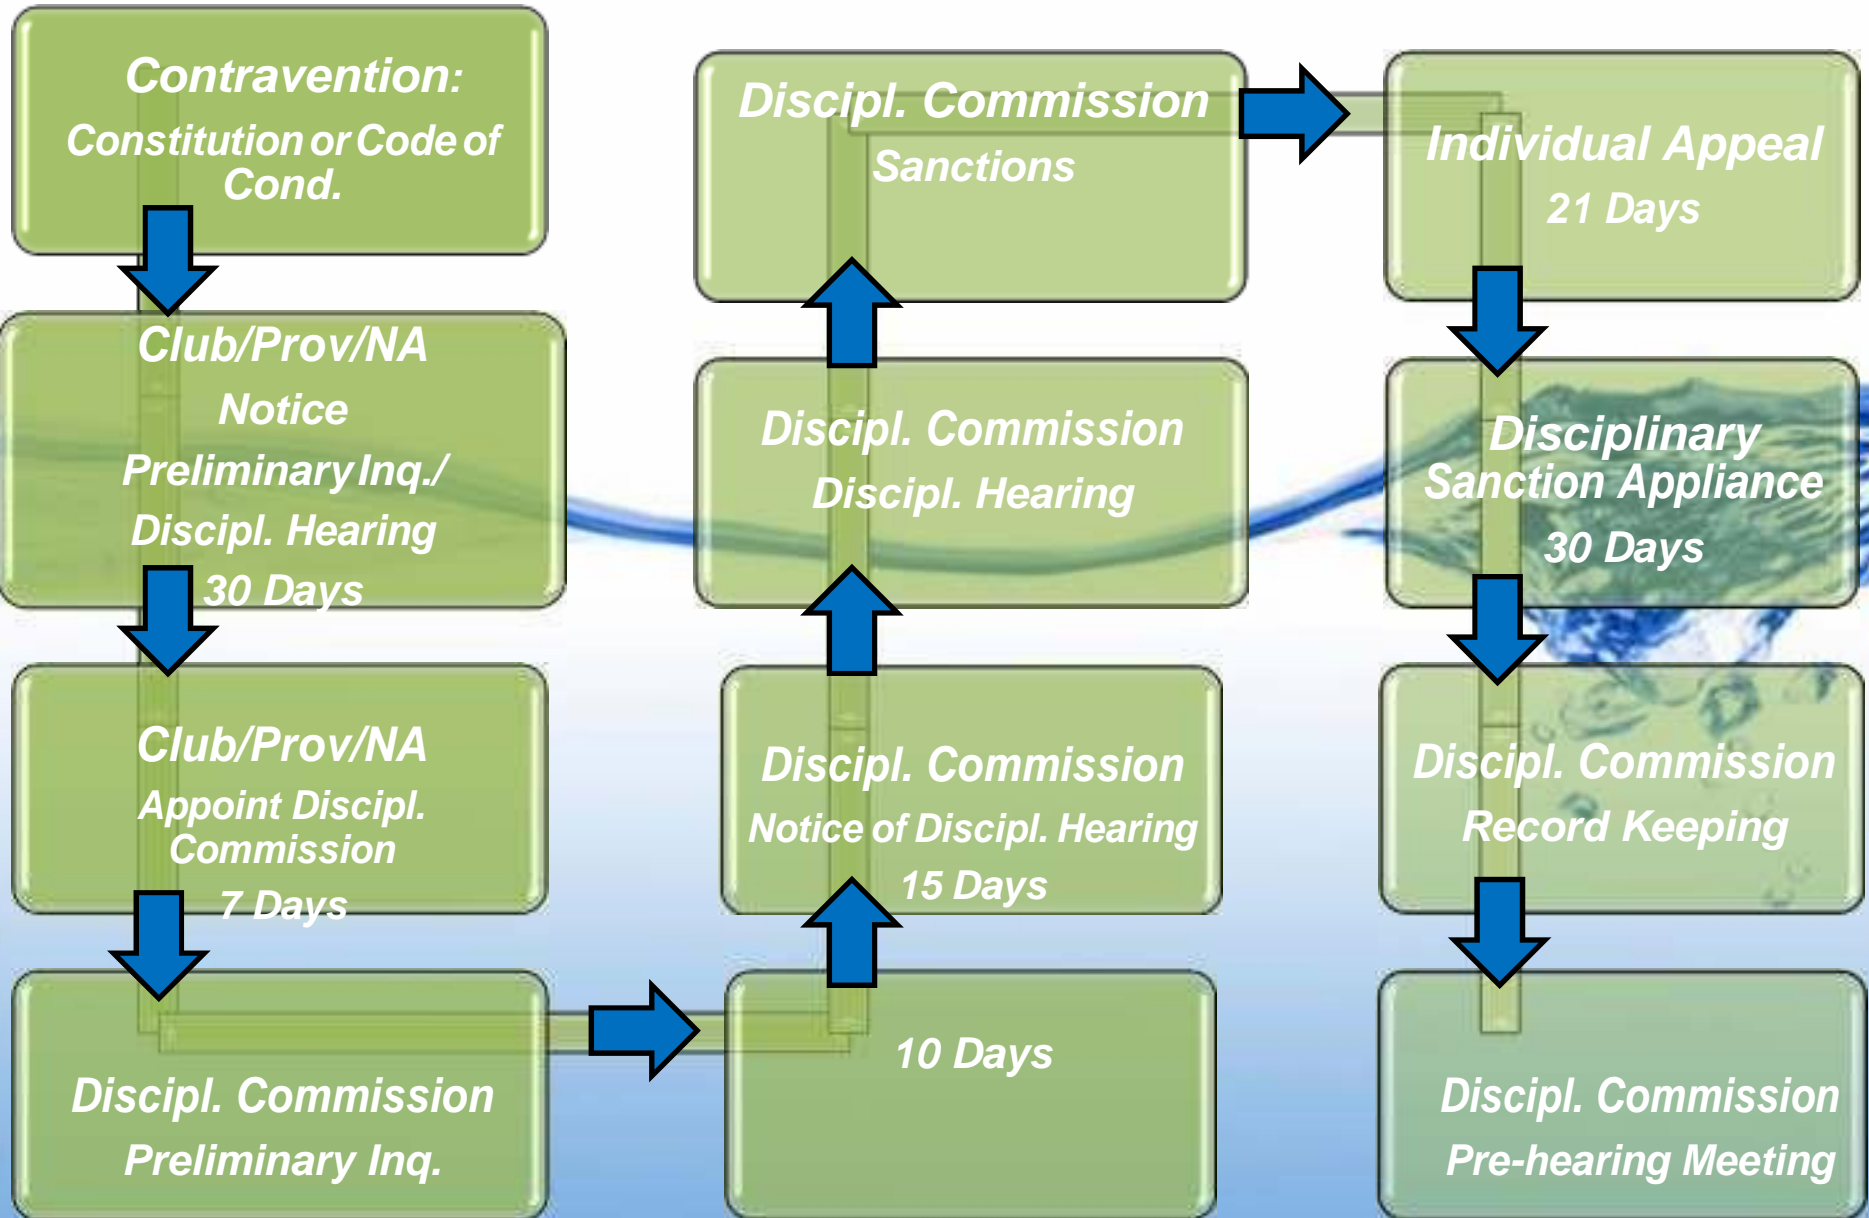 Contravention:
Constitution or Code of
Cond.
Club/Prov/NA
Notice
Preliminary Inq./
Discipl. Hearing
30 Days
Club/Prov/NA
Appoint Discipl.
Commission
7 Days
Discipl. Commission
Preliminary Inq.
10 Days
Discipl. Commission
Notice of Discipl. Hearing
15 Days
Discipl. Commission
Discipl. Hearing
Discipl. Commission
Sanctions
Individual Appeal
21 Days
Disciplinary
Sanction Appliance
30 Days
Discipl. Commission
Record Keeping
Discipl. Commission
Pre-hearing Meeting